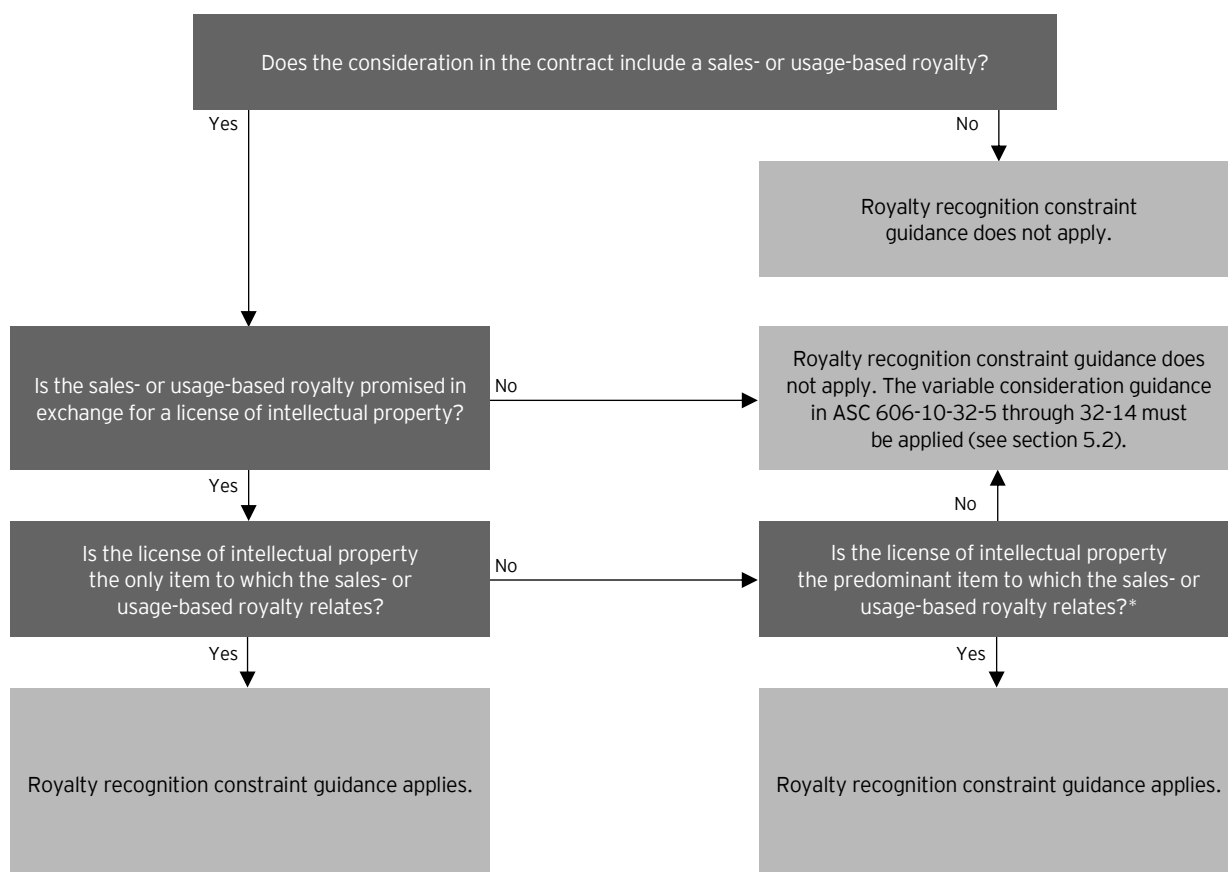 Does the consideration in the contract include a sales- or usage-based royalty?
Yes
No
Royalty recognition constraint
guidance does not apply.
Is the sales- or usage-based royalty promised in
exchange for a license of intellectual property?
No
Royalty recognition constraint guidance does
not apply. The variable consideration guidance
in ASC 606-10-32-5 through 32-14 must
be applied (see section 5.2).
Yes
No
Is the license of intellectual property
the only item to which the sales- or
usage-based royalty relates?
No
Is the license of intellectual property
the predominant item to which the sales- or
usage-based royalty relates?*
Yes
Yes
Royalty recognition constraint guidance applies.
Royalty recognition constraint guidance applies.